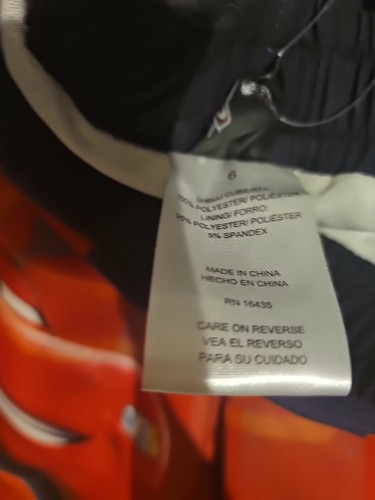 6
100% POLYESTER/ POLIÉSTER
LINING/ FORRO:
95% POLYESTER/ POLIÉSTER
5% SPANDEX
MADE IN CHINA
HECHO EN CHINA
RN 16435
CARE ON REVERSE
VEA EL REVERSO
PARA SU CUIDADO